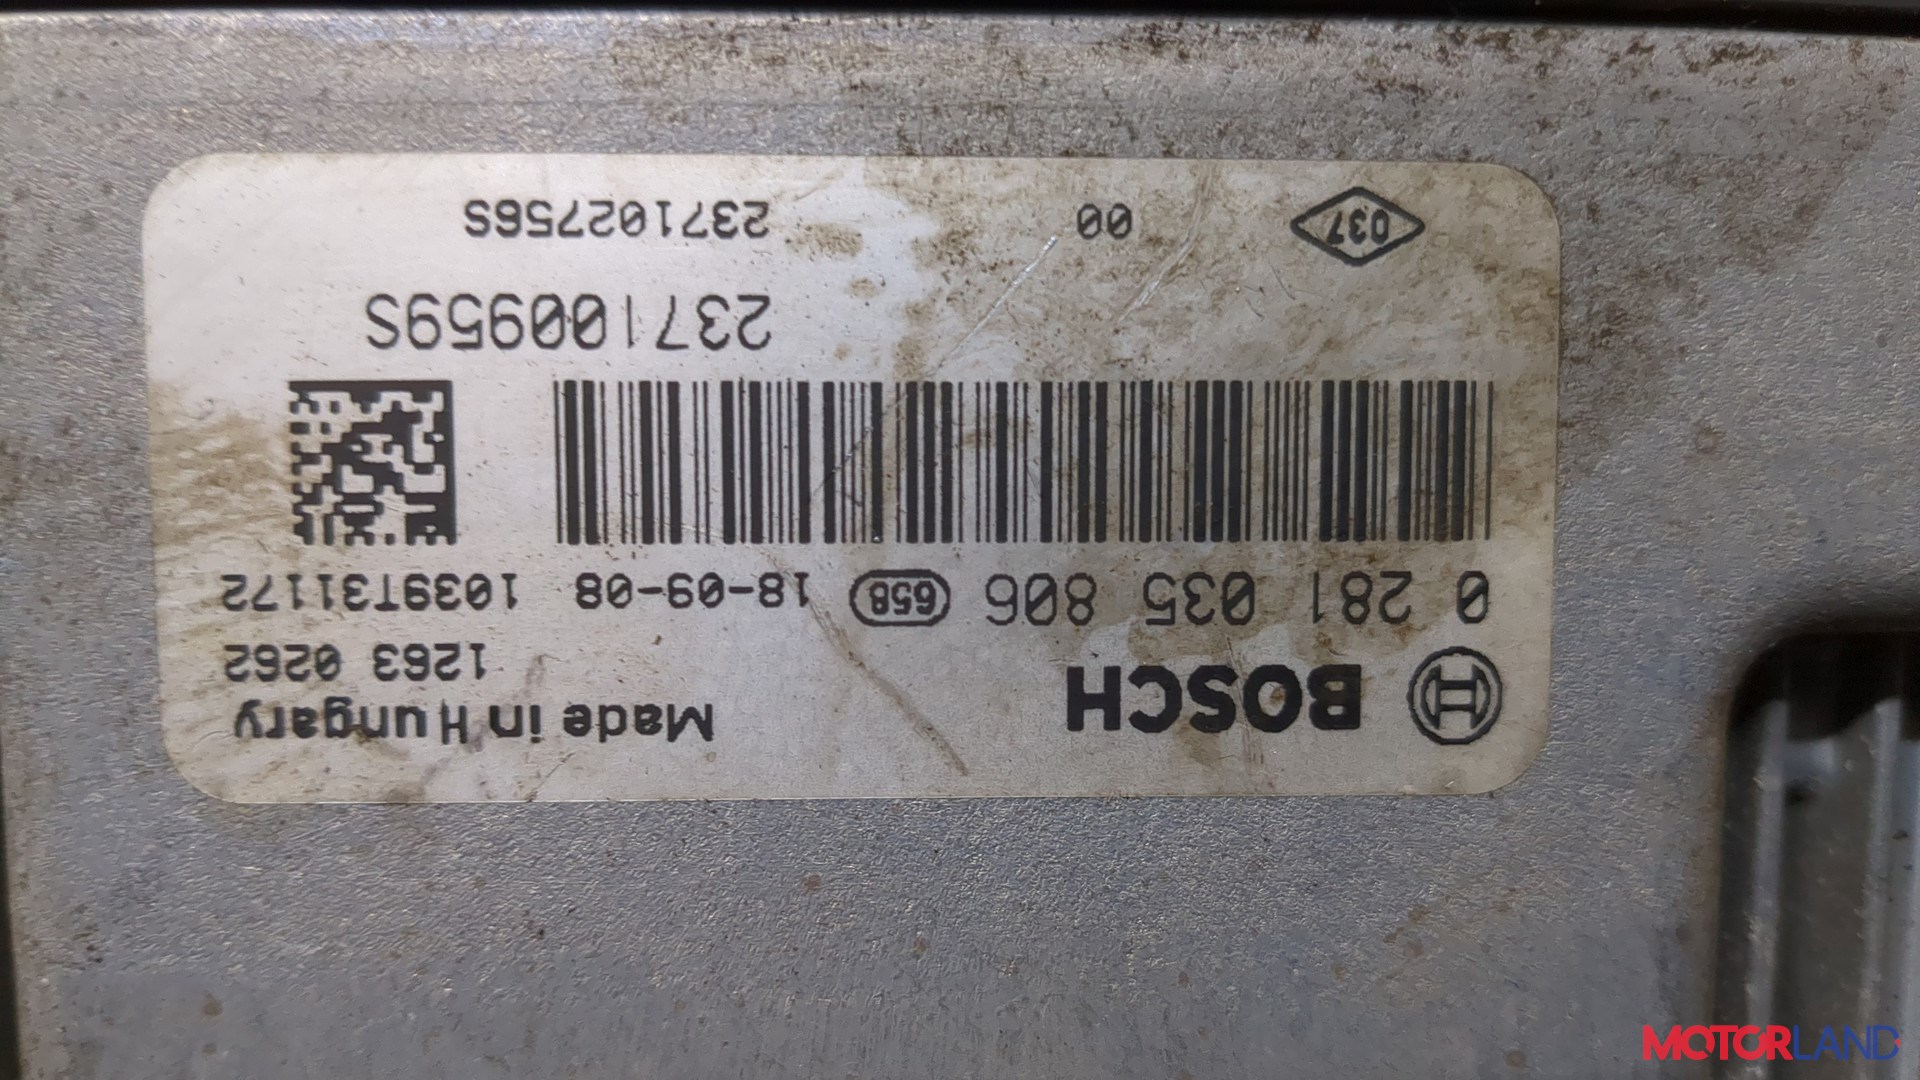 BOSCH
Made in Hungary
1263 0262
0 281 035 806 65B 18-09-08 1039T31172
237100959S
037 00 237102756S
MOTORLAND